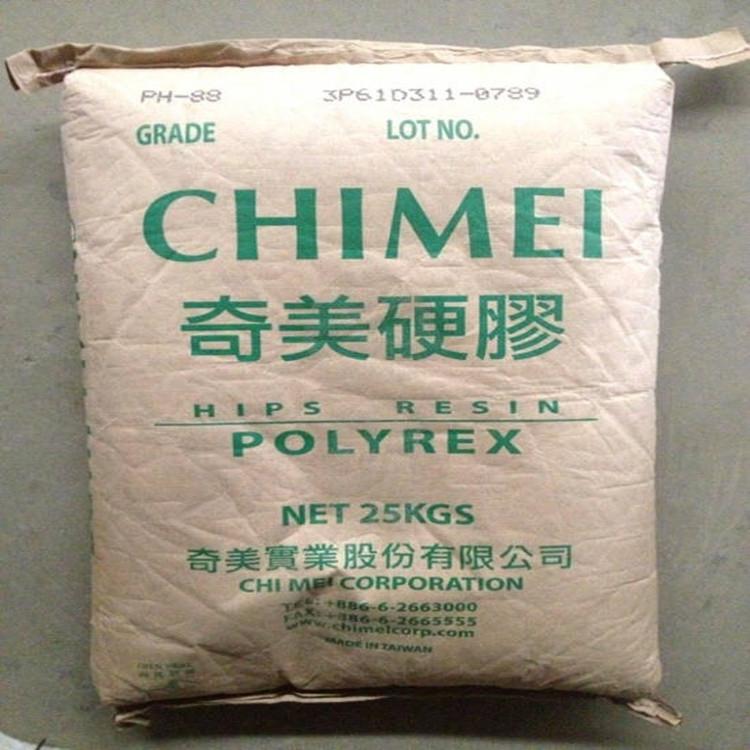 PH-88 3P61D311-0789
GRADE LOT NO.
CHIMEI
奇美硬膠
HIPS RESIN
POLYREX
NET 25KGS
奇美實業股份有限公司
CHI MEI CORPORATION
TEL: +886-6-2663000
FAX: +886-6-2665555
www.chimeicorp.com
MADE IN TAIWAN